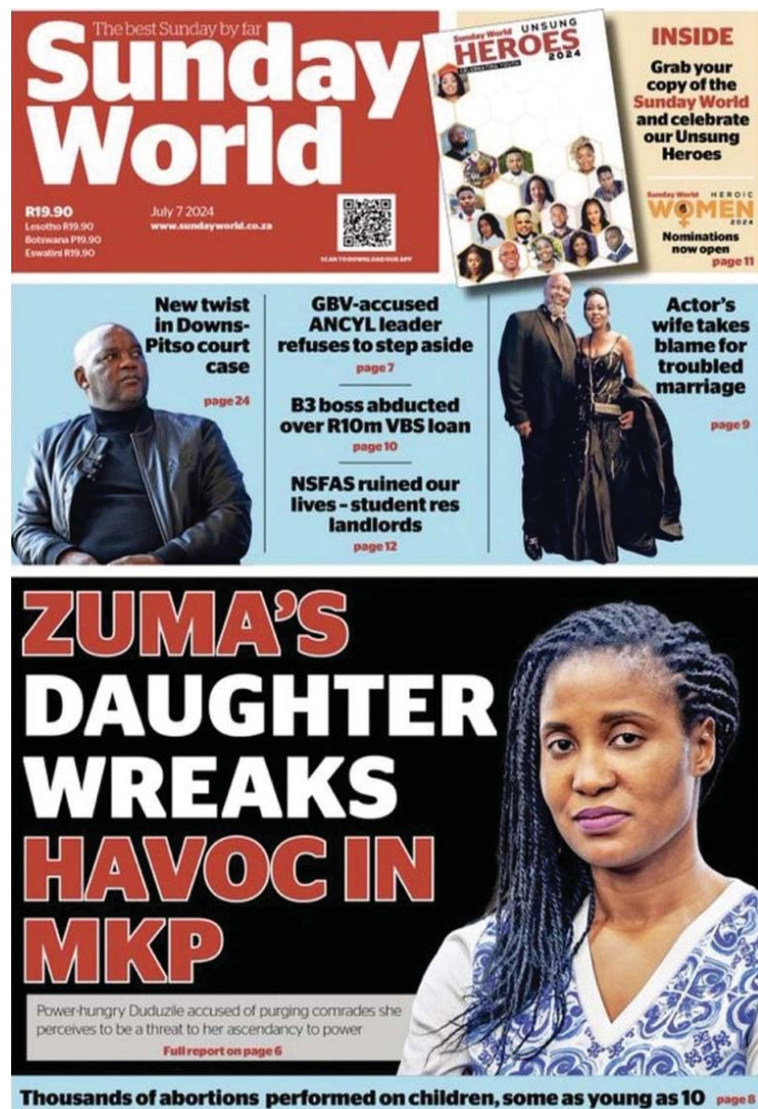 The best Sunday by far
Sunday
World
R19.90
Lesotho R19.90
Botswana P19.90
Eswatini R19.90
July 7 2024
www.sundayworld.co.za
SCAN TO DOWNLOAD OUR APP
Sunday World UNSUNG
HEROES
2024
CELEBRATING YOUTH
INSIDE
Grab your
copy of the
Sunday World
and celebrate
our Unsung
Heroes
Sunday World HEROIC
WOMEN
2024
Nominations
now open
page 11
New twist
in Downs-
Pitso court
case
page 24
GBV-accused
ANCYL leader
refuses to step aside
page 7
B3 boss abducted
over R10m VBS loan
page 10
NSFAS ruined our
lives – student res
landlords
page 12
Actor's
wife takes
blame for
troubled
marriage
page 9
ZUMA'S
DAUGHTER
WREAKS
HAVOC IN
MKP
Power-hungry Duduzile accused of purging comrades she
perceives to be a threat to her ascendancy to power
Full report on page 6
Thousands of abortions performed on children, some as young as 10 page 8